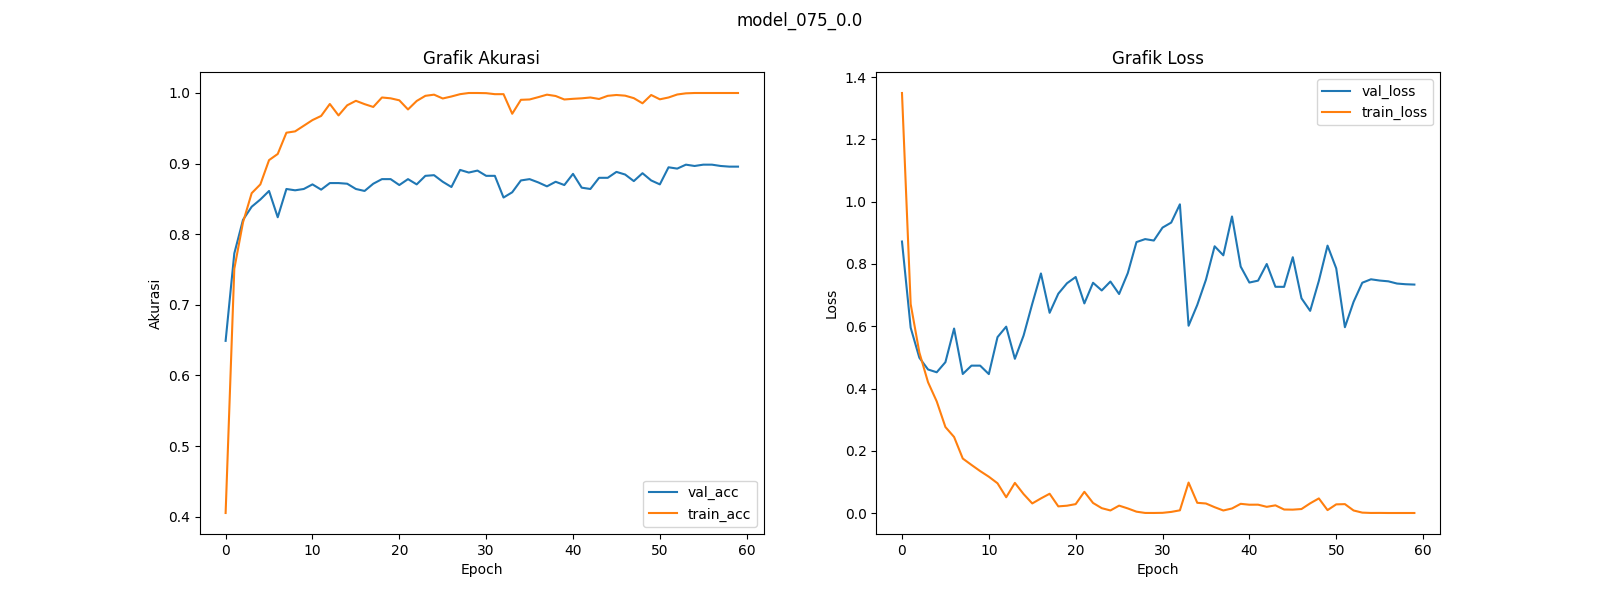 model_075_0.0
Grafik Akurasi
1.0
0.9
0.8
0.7
0.6
0.5
0.4
Akurasi
val_acc
train_acc
0 10 20 30 40 50 60
Epoch
Grafik Loss
1.4
1.2
1.0
0.8
0.6
0.4
0.2
0.0
Loss
val_loss
train_loss
0 10 20 30 40 50 60
Epoch